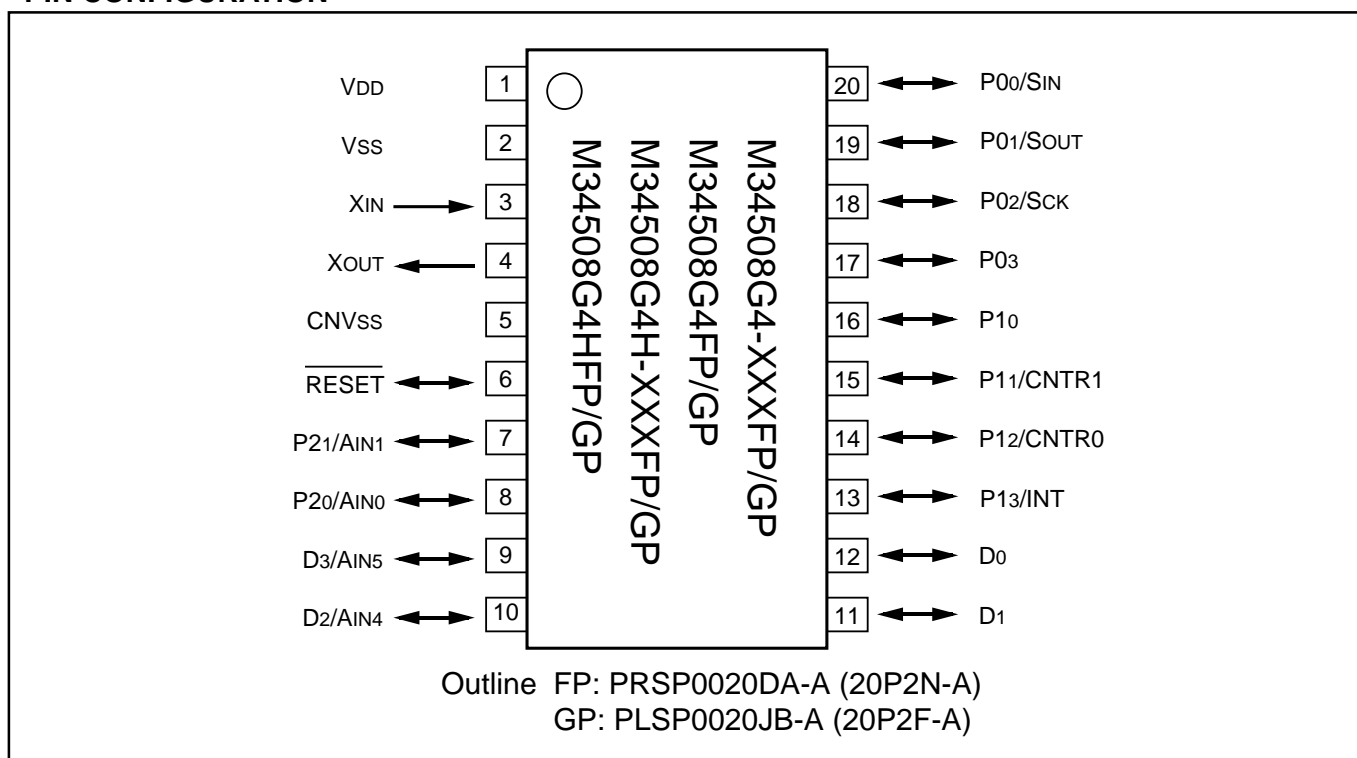 VDD
1
20
P00/SIN
VSS
2
19
P01/SOUT
XIN
3
18
P02/SCK
XOUT
4
17
P03
CNVSS
5
16
P10
RESET
6
15
P11/CNTR1
P21/AIN1
7
14
P12/CNTR0
P20/AIN0
8
13
P13/INT
D3/AIN5
9
12
D0
D2/AIN4
10
11
D1
M34508G4-XXXFP/GP
M34508G4FP/GP
M34508G4H-XXXFP/GP
M34508G4HFP/GP
Outline FP: PRSP0020DA-A (20P2N-A)
GP: PLSP0020JB-A (20P2F-A)